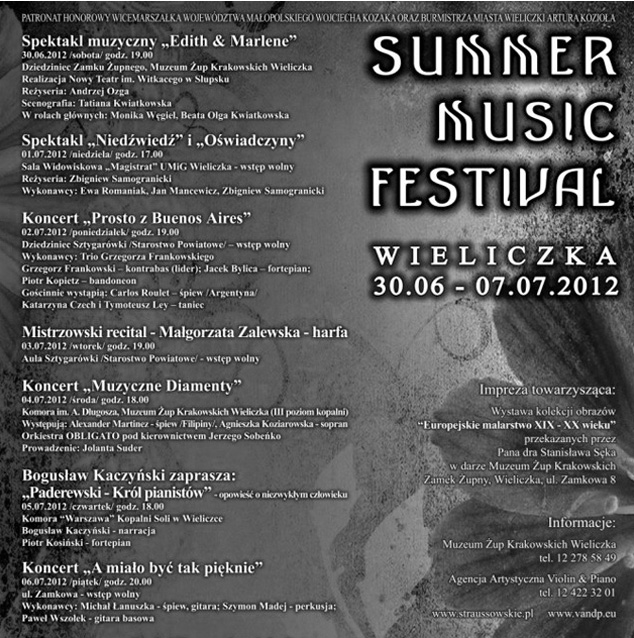 PATRONAT HONOROWY WICEMARSZAŁKA WOJEWÓDZTWA MAŁOPOLSKIEGO WOJCIECHA KOZAKA ORAZ BURMISTRZA MIASTA WIELICZKI ARTURA KOZIOŁA
Spektakl muzyczny „Edith & Marlene”
30.06.2012 /sobota/ godz. 19.00
Dziedziniec Zamku Żupnego, Muzeum Żup Krakowskich Wieliczka
Realizacja Nowy Teatr im. Witkacego w Słupsku
Reżyseria: Andrzej Ozga
Scenografia: Tatiana Kwiatkowska
W rolach głównych: Monika Węgiel, Beata Olga Kwiatkowska
Spektakl „Niedźwiedź” i „Oświadczyny”
01.07.2012 /niedziela/ godz. 17.00
Sala Widowiskowa „Magistrat” UMiG Wieliczka - wstęp wolny
Reżyseria: Zbigniew Samogranicki
Wykonawcy: Ewa Romaniak, Jan Mancewicz, Zbigniew Samogranicki
Koncert „Prosto z Buenos Aires”
02.07.2012 /poniedziałek/ godz. 19.00
Dziedziniec Sztygarówki /Starostwo Powiatowe/ – wstęp wolny
Wykonawcy: Trio Grzegorza Frankowskiego
Grzegorz Frankowski – kontrabas (lider); Jacek Bylica – fortepian;
Piotr Kopietz – bandoneon
Gościnnie wystąpią: Carlos Roulet – śpiew /Argentyna/
Katarzyna Czech i Tymoteusz Ley – taniec
Mistrzowski recital - Małgorzata Zalewska - harfa
03.07.2012 /wtorek/ godz. 19.00
Aula Sztygarówki /Starostwo Powiatowe/ - wstęp wolny
Koncert „Muzyczne Diamenty”
04.07.2012 /środa/ godz. 18.00
Komora im. A. Długosza, Muzeum Żup Krakowskich Wieliczka (III poziom kopalni)
Występują: Alexander Martinez - śpiew /Filipiny/, Agnieszka Koziarowska - sopran
Orkiestra OBLIGATO pod kierownictwem Jerzego Sobeńko
Prowadzenie: Jolanta Suder
Bogusław Kaczyński zaprasza:
„Paderewski - Król pianistów” - opowieść o niezwykłym człowieku
05.07.2012 /czwartek/ godz. 18.00
Komora “Warszawa” Kopalni Soli w Wieliczce
Bogusław Kaczyński - narracja
Piotr Kosiński - fortepian
Koncert „A miało być tak pięknie”
06.07.2012 /piątek/ godz. 20.00
ul. Zamkowa - wstęp wolny
Wykonawcy: Michał Łanuszka - śpiew, gitara; Szymon Madej - perkusja;
Paweł Wszołek - gitara basowa
SUMMER
MUSIC
FESTIVAL
WIELICZKA
30.06 - 07.07.2012
Impreza towarzysząca:
Wystawa kolekcji obrazów
“Europejskie malarstwo XIX - XX wieku”
przekazanych przez
Pana dra Stanisława Sęka
w darze Muzeum Żup Krakowskich
Zamek Żupny, Wieliczka, ul. Zamkowa 8
Informacje:
Muzeum Żup Krakowskich Wieliczka
tel. 12 278 58 49
Agencja Artystyczna Violin & Piano
tel. 12 422 32 01
www.straussowskie.pl www.vandp.eu